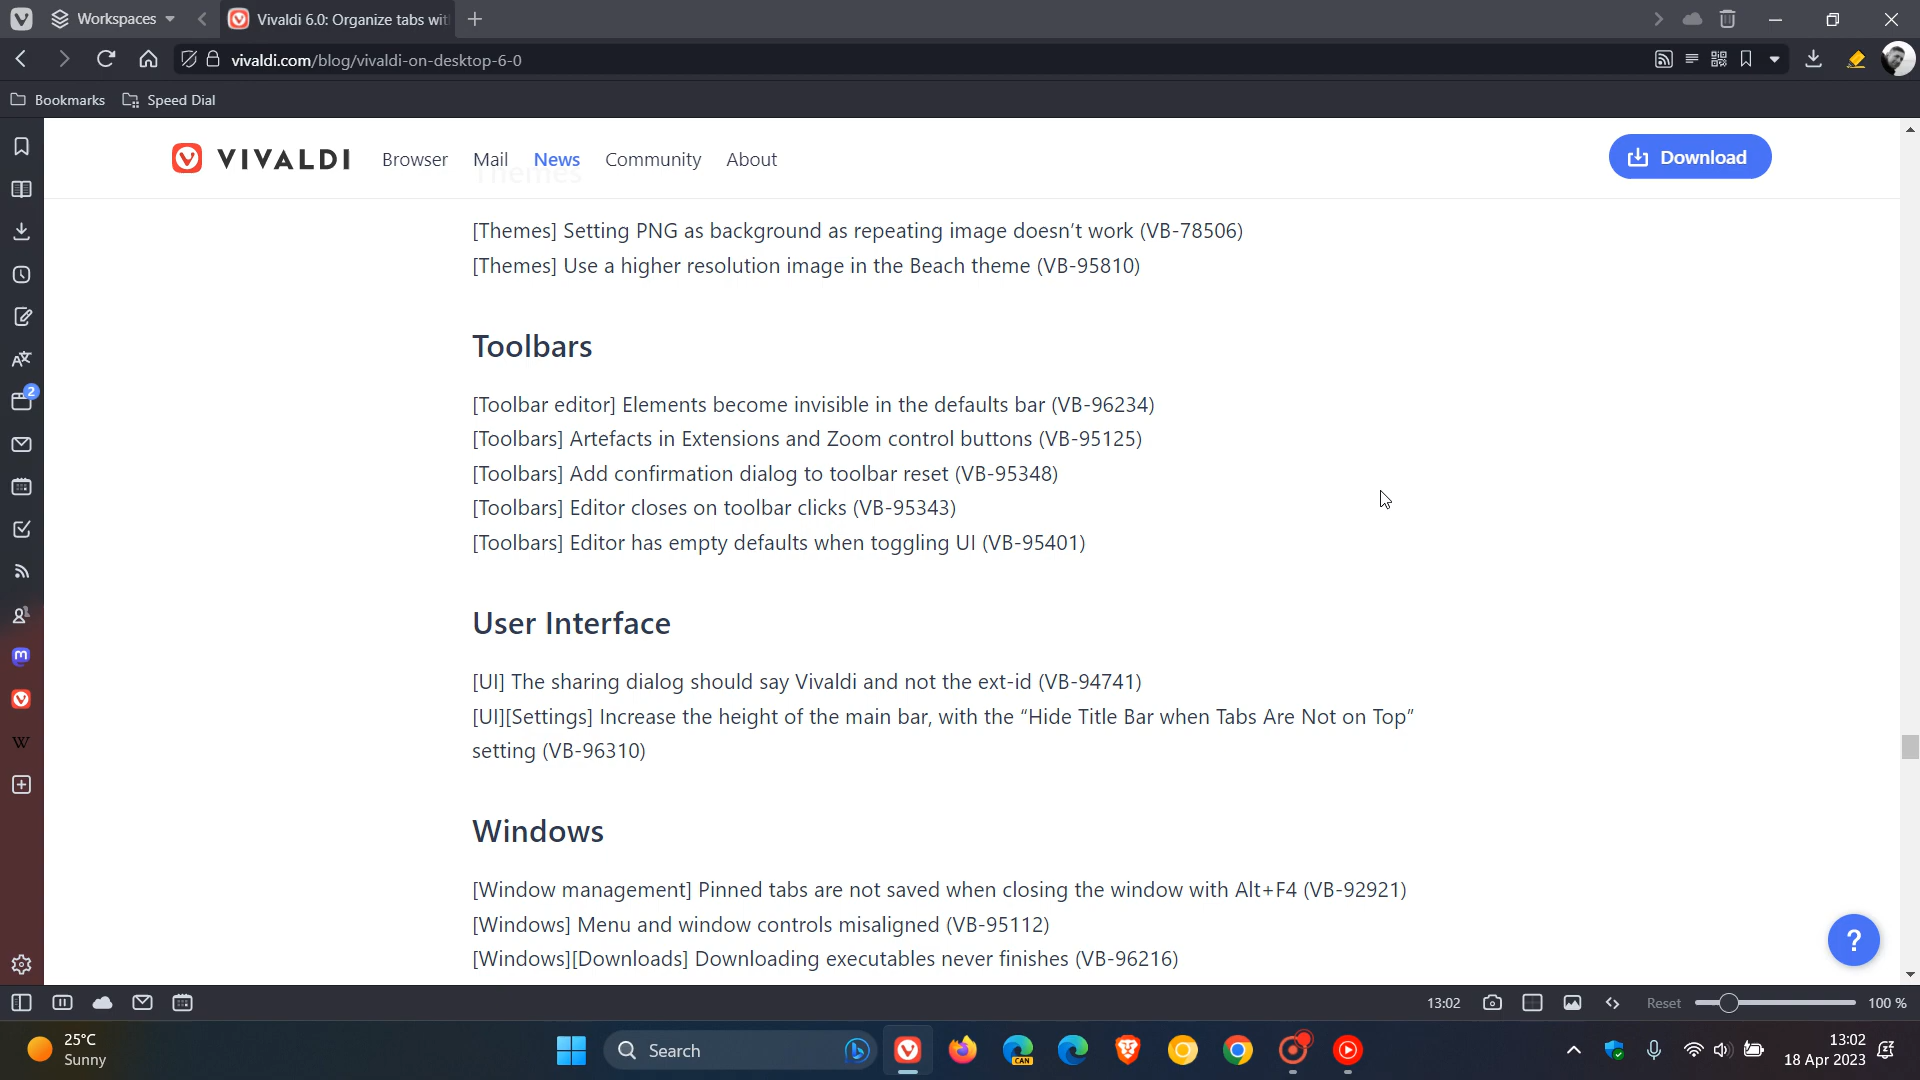 Workspaces
Vivaldi 6.0: Organize tabs wit
vivaldi.com/blog/vivaldi-on-desktop-6-0
Bookmarks
Speed Dial
VIVALDI
Browser
Mail
News
Community
About
Download
Themes
[Themes] Setting PNG as background as repeating image doesn’t work (VB-78506)
[Themes] Use a higher resolution image in the Beach theme (VB-95810)
Toolbars
[Toolbar editor] Elements become invisible in the defaults bar (VB-96234)
[Toolbars] Artefacts in Extensions and Zoom control buttons (VB-95125)
[Toolbars] Add confirmation dialog to toolbar reset (VB-95348)
[Toolbars] Editor closes on toolbar clicks (VB-95343)
[Toolbars] Editor has empty defaults when toggling UI (VB-95401)
User Interface
[UI] The sharing dialog should say Vivaldi and not the ext-id (VB-94741)
[UI][Settings] Increase the height of the main bar, with the “Hide Title Bar when Tabs Are Not on Top”
setting (VB-96310)
Windows
[Window management] Pinned tabs are not saved when closing the window with Alt+F4 (VB-92921)
[Windows] Menu and window controls misaligned (VB-95112)
[Windows][Downloads] Downloading executables never finishes (VB-96216)
2
m
W
?
13:02
Reset
100 %
25°C
Sunny
Search
CAN
13:02
18 Apr 2023